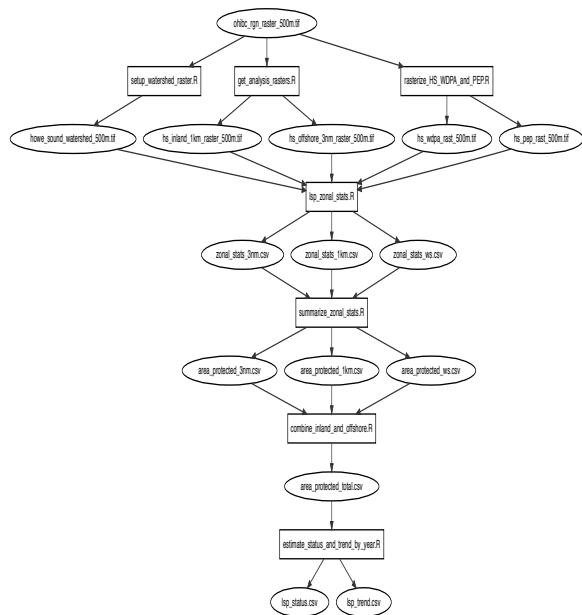 ohibc_rgn_raster_500m.tif
setup_watershed_raster.R
get_analysis_rasters.R
rasterize_HS_WDPA_and_PEP.R
howe_sound_watershed_500m.tif
hs_inland_1km_raster_500m.tif
hs_offshore_3nm_raster_500m.tif
hs_wdpa_rast_500m.tif
hs_pep_rast_500m.tif
lsp_zonal_stats.R
zonal_stats_3nm.csv
zonal_stats_1km.csv
zonal_stats_ws.csv
summarize_zonal_stats.R
area_protected_3nm.csv
area_protected_1km.csv
area_protected_ws.csv
combine_inland_and_offshore.R
area_protected_total.csv
estimate_status_and_trend_by_year.R
lsp_status.csv
lsp_trend.csv